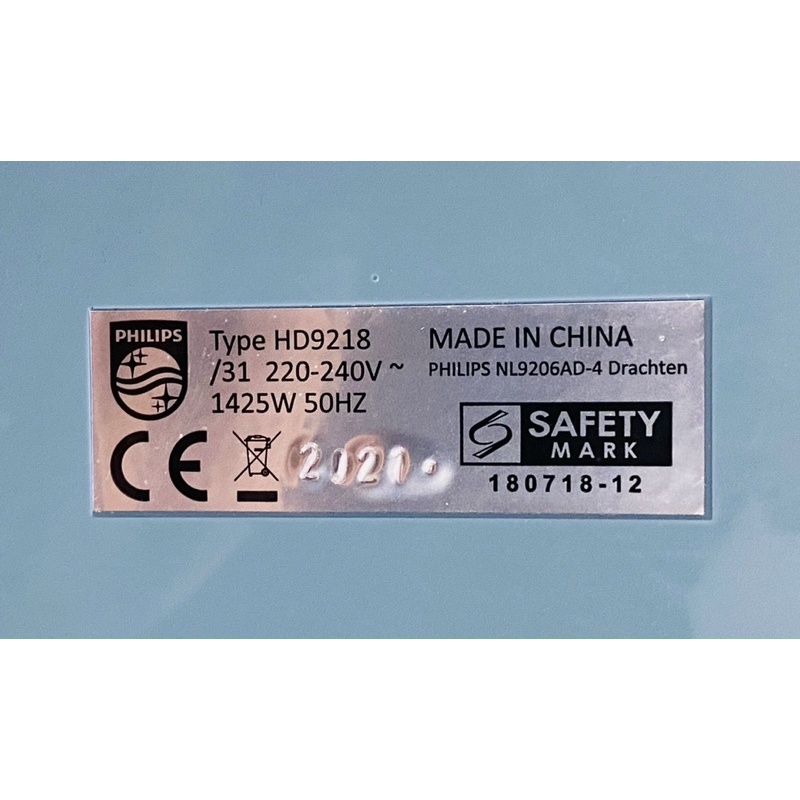 PHILIPS
Type HD9218
/31 220-240V ~
1425W 50HZ
CE
MADE IN CHINA
PHILIPS NL9206AD-4 Drachten
SAFETY
MARK
180718-12